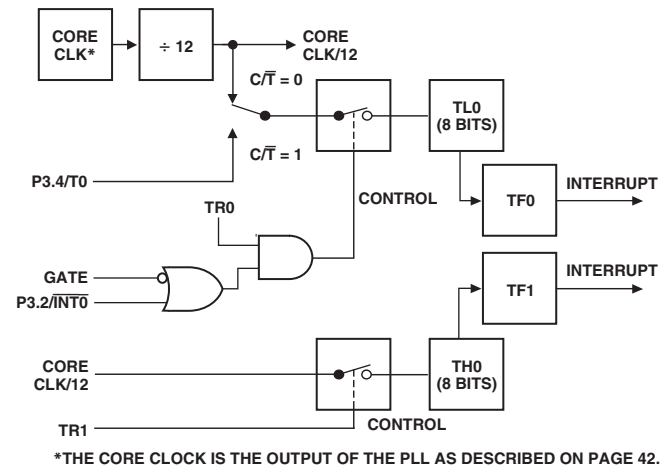 CORE
CLK*
÷ 12
CORE
CLK/12
C/T̅ = 0
TL0
(8 BITS)
C/T̅ = 1
P3.4/T0
INTERRUPT
TF0
CONTROL
TR0
GATE
P3.2/I̅N̅T̅0̅
INTERRUPT
TF1
CORE
CLK/12
TH0
(8 BITS)
TR1
CONTROL
*THE CORE CLOCK IS THE OUTPUT OF THE PLL AS DESCRIBED ON PAGE 42.